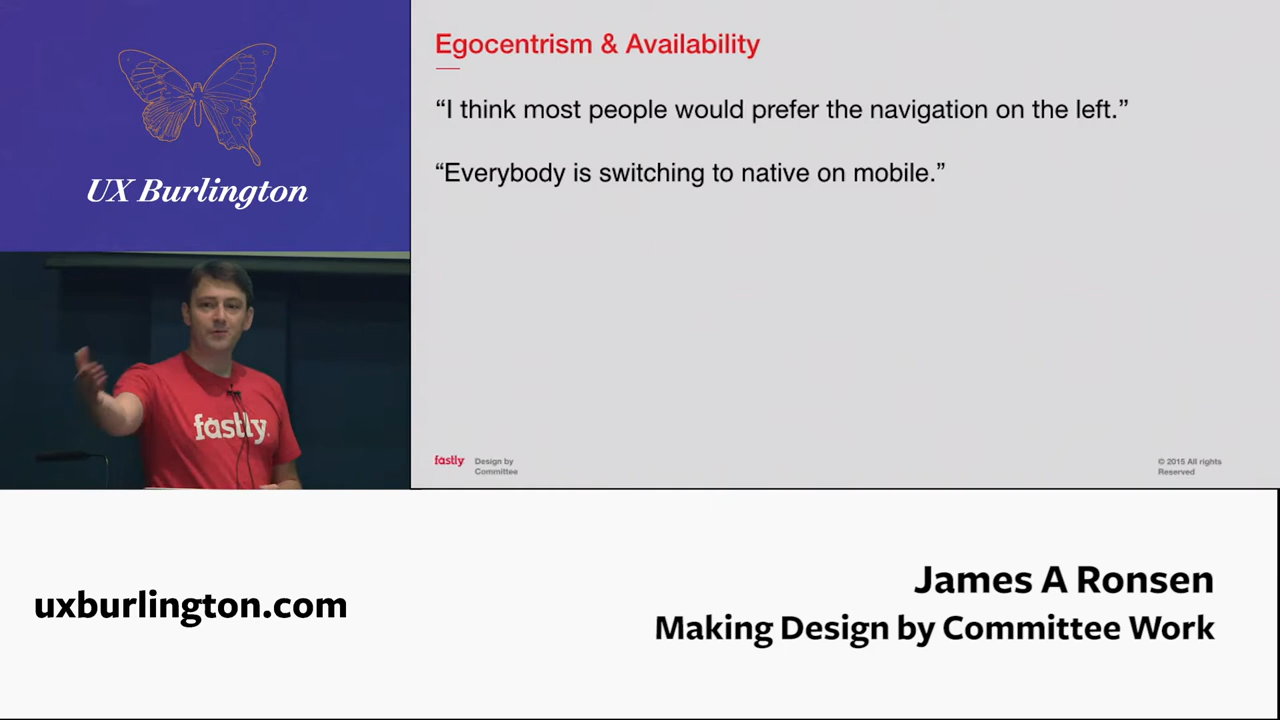 UX Burlington
Egocentrism & Availability
“I think most people would prefer the navigation on the left.”
“Everybody is switching to native on mobile.”
fastly.
fastly
Design by
Committee
© 2015 All rights
Reserved
uxburlington.com
James A Ronsen
Making Design by Committee Work